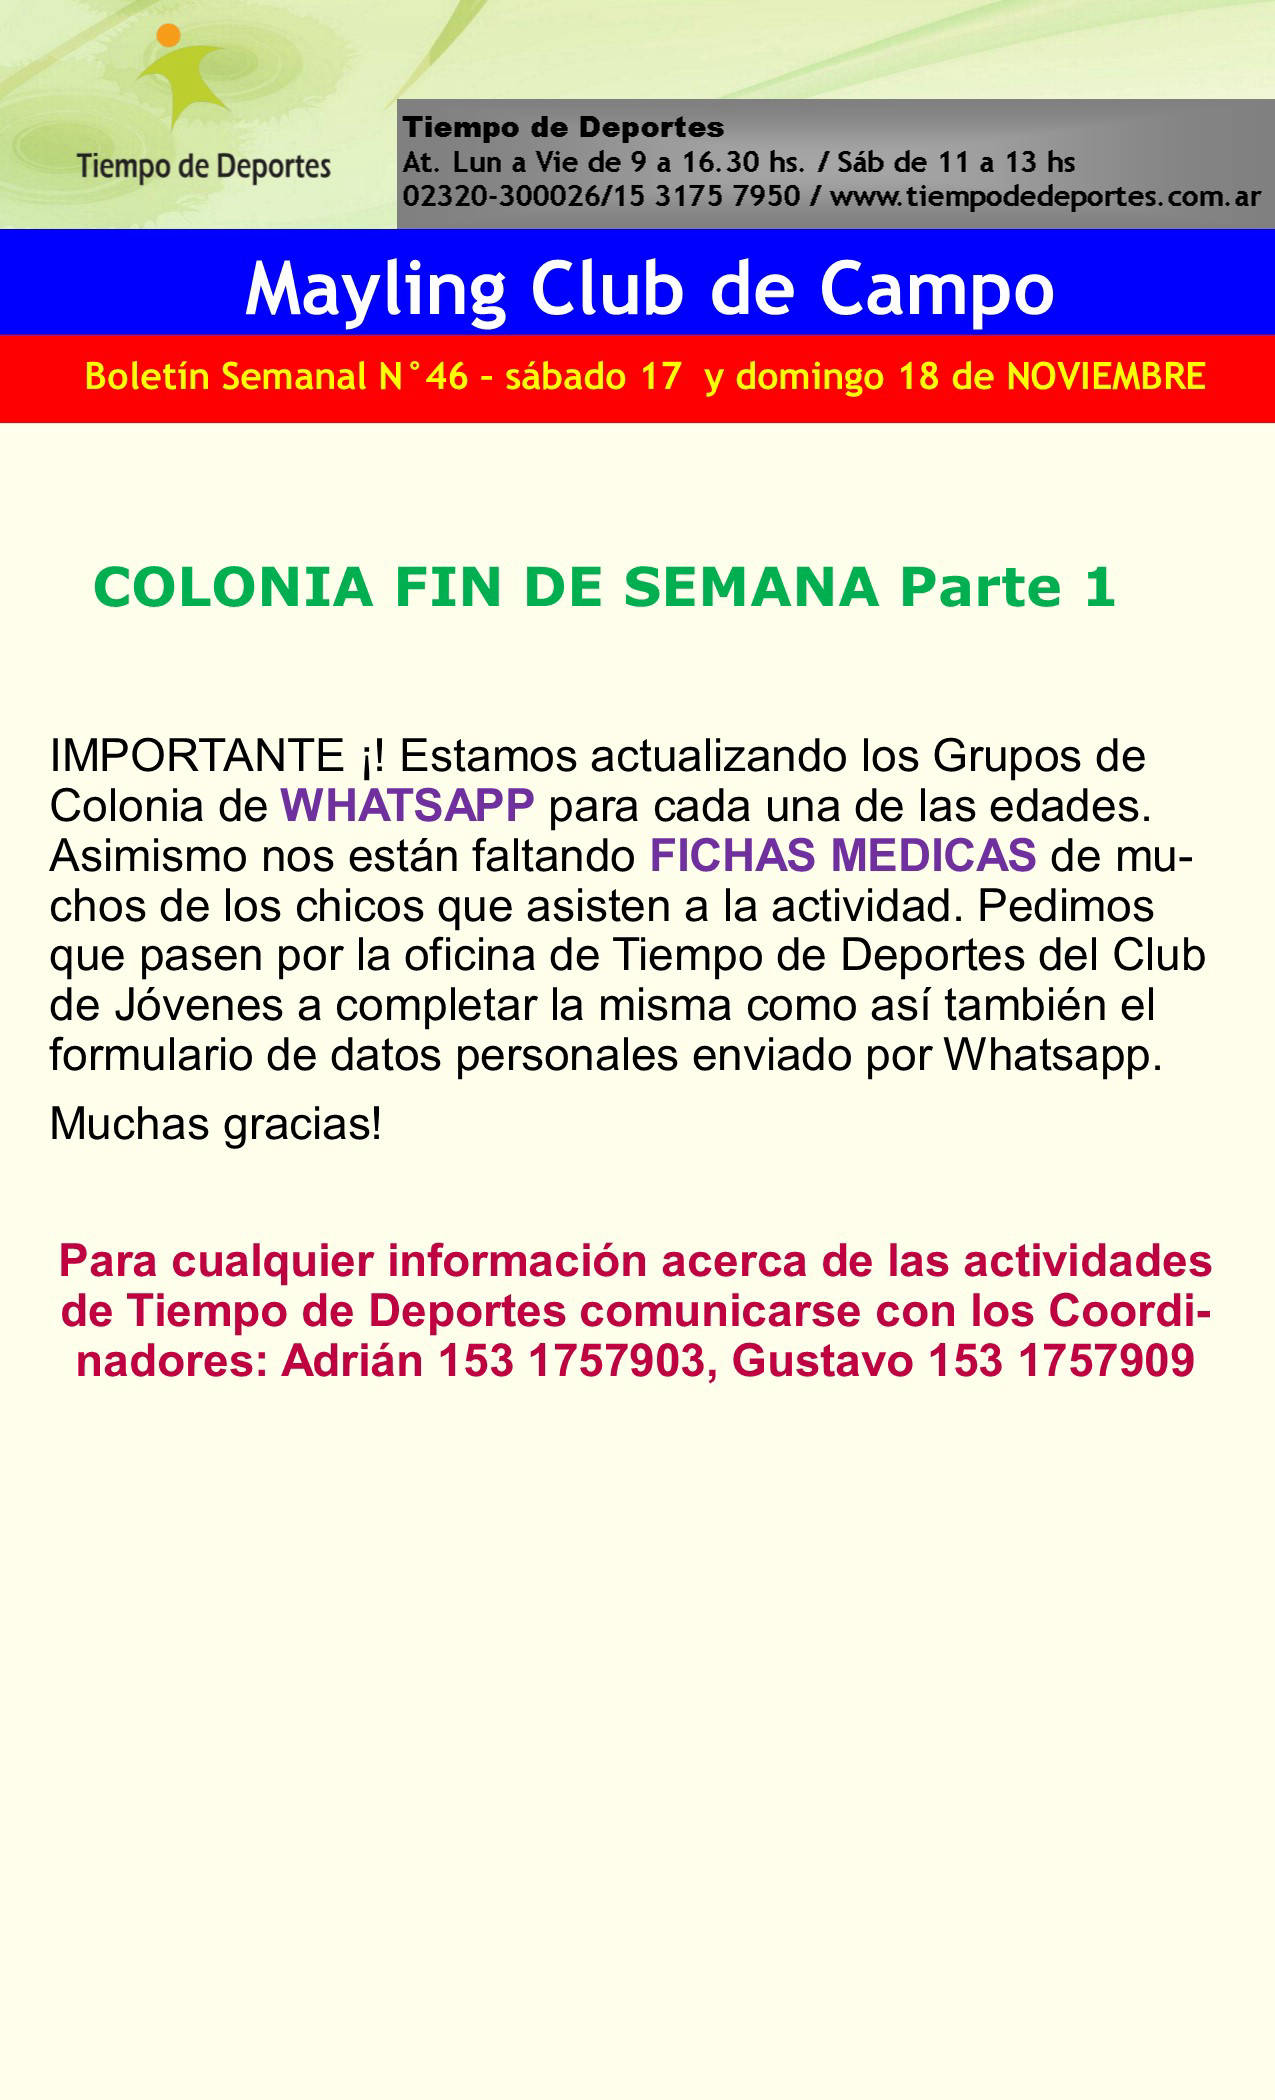 Tiempo de Deportes
Tiempo de Deportes
At. Lun a Vie de 9 a 16.30 hs. / Sáb de 11 a 13 hs
02320-300026/15 3175 7950 / www.tiempodedeportes.com.ar
Mayling Club de Campo
Boletín Semanal N°46 – sábado 17 y domingo 18 de NOVIEMBRE
COLONIA FIN DE SEMANA Parte 1
IMPORTANTE ¡! Estamos actualizando los Grupos de
Colonia de WHATSAPP para cada una de las edades.
Asimismo nos están faltando FICHAS MEDICAS de mu-
chos de los chicos que asisten a la actividad. Pedimos
que pasen por la oficina de Tiempo de Deportes del Club
de Jóvenes a completar la misma como así también el
formulario de datos personales enviado por Whatsapp.
Muchas gracias!
Para cualquier información acerca de las actividades
de Tiempo de Deportes comunicarse con los Coordi-
nadores: Adrián 153 1757903, Gustavo 153 1757909